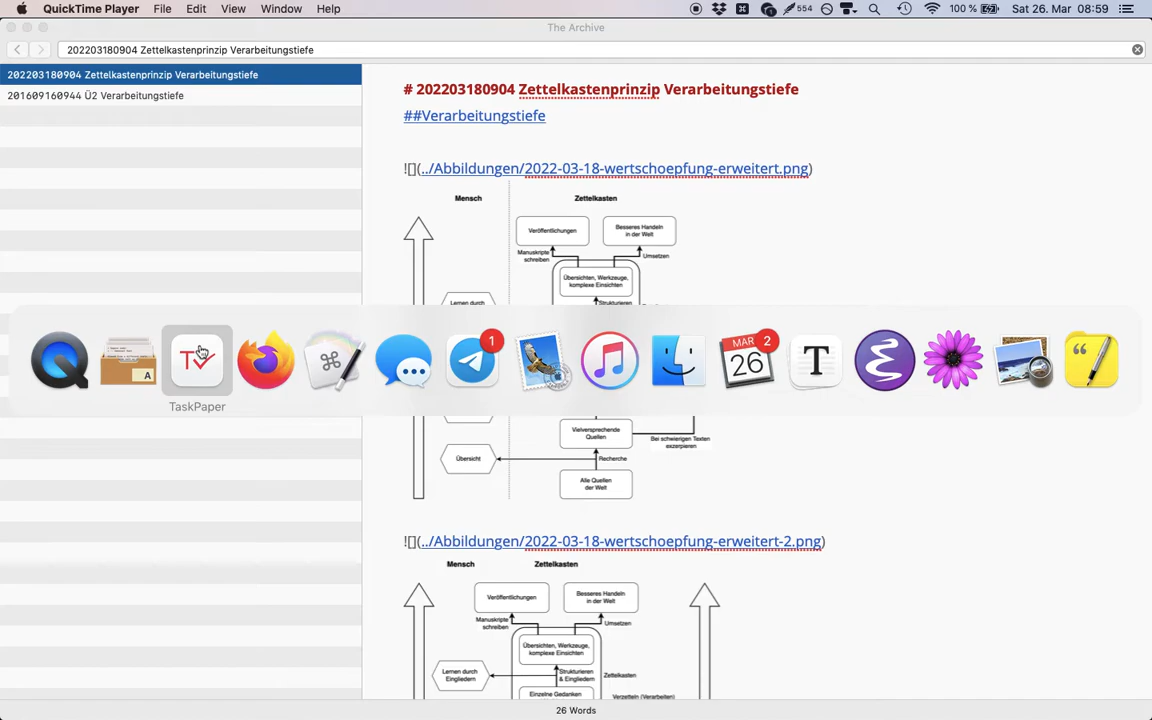 QuickTime Player File Edit View Window Help 554 100 % Sat 26. Mar 08:59
The Archive
202203180904 Zettelkastenprinzip Verarbeitungstiefe
202203180904 Zettelkastenprinzip Verarbeitungstiefe
201609160944 Ü2 Verarbeitungstiefe
# 202203180904 Zettelkastenprinzip Verarbeitungstiefe
##Verarbeitungstiefe
![](../Abbildungen/2022-03-18-wertschoepfung-erweitert.png)
Mensch Zettelkasten
Veröffentlichungen Besseres Handeln
in der Welt
Manuskripte
schreiben Umsetzen
Übersichten, Werkzeuge,
komplexe Einsichten
Lernen durch Strukturieren
A 1 MAR 26 2 T
TaskPaper
Vielversprechende
Quellen
Bei schwierigen Texten
exzerpieren
Übersicht Recherche
Alle Quellen
der Welt
![](../Abbildungen/2022-03-18-wertschoepfung-erweitert-2.png)
Mensch Zettelkasten
Veröffentlichungen Besseres Handeln
in der Welt
Manuskripte
schreiben Umsetzen
Übersichten, Werkzeuge,
komplexe Einsichten
Lernen durch
Eingliedern Strukturieren
& Eingliedern Zettelkasten
Einzelne Gedanken Verzetteln (Verarbeiten)
26 Words